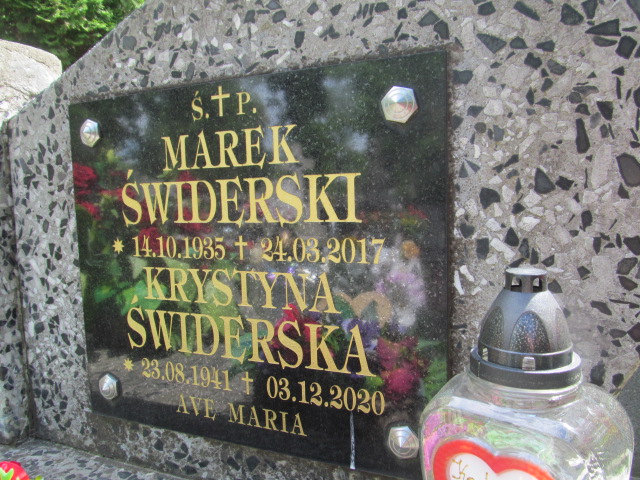 Ś.✝P.
MAREK
ŚWIDERSKI
* 14.10.1935 ✝ 24.03.2017
KRYSTYNA
ŚWIDERSKA
* 23.08.1941 ✝ 03.12.2020
AVE MARIA